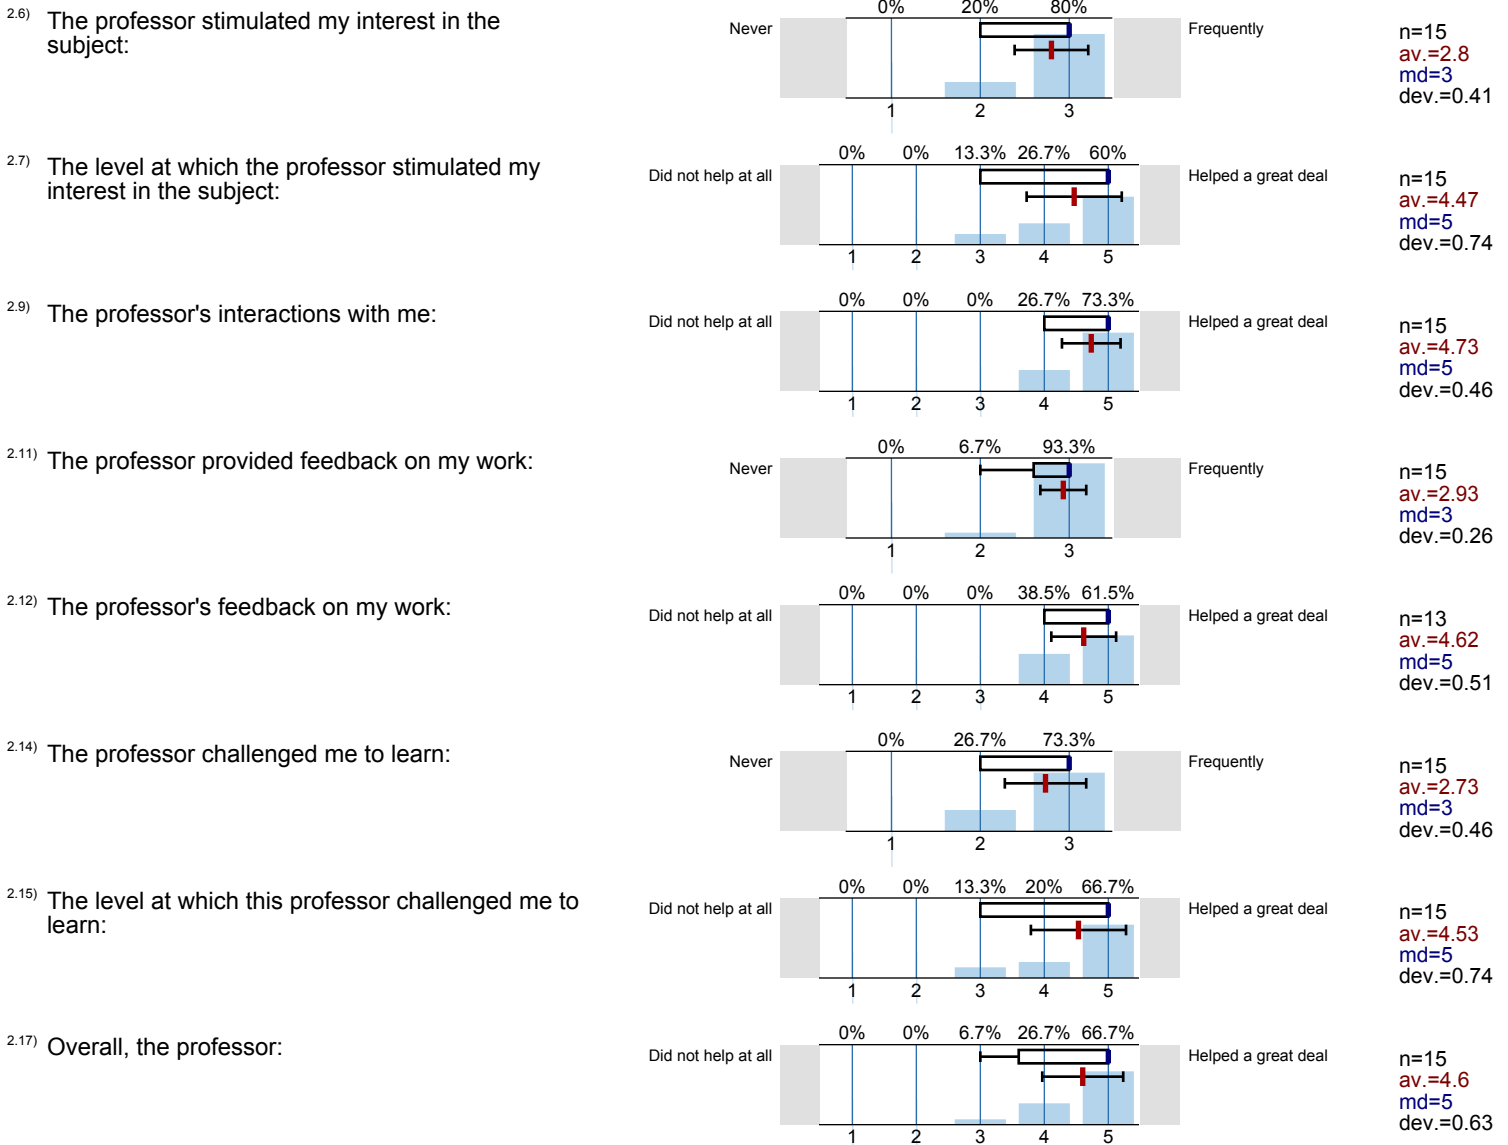 2.6) The professor stimulated my interest in the
subject:
0% 20% 80%
Never Frequently
1 2 3
n=15
av.=2.8
md=3
dev.=0.41
2.7) The level at which the professor stimulated my
interest in the subject:
0% 0% 13.3% 26.7% 60%
Did not help at all Helped a great deal
1 2 3 4 5
n=15
av.=4.47
md=5
dev.=0.74
2.9) The professor's interactions with me:
0% 0% 0% 26.7% 73.3%
Did not help at all Helped a great deal
1 2 3 4 5
n=15
av.=4.73
md=5
dev.=0.46
2.11) The professor provided feedback on my work:
0% 6.7% 93.3%
Never Frequently
1 2 3
n=15
av.=2.93
md=3
dev.=0.26
2.12) The professor's feedback on my work:
0% 0% 0% 38.5% 61.5%
Did not help at all Helped a great deal
1 2 3 4 5
n=13
av.=4.62
md=5
dev.=0.51
2.14) The professor challenged me to learn:
0% 26.7% 73.3%
Never Frequently
1 2 3
n=15
av.=2.73
md=3
dev.=0.46
2.15) The level at which this professor challenged me to
learn:
0% 0% 13.3% 20% 66.7%
Did not help at all Helped a great deal
1 2 3 4 5
n=15
av.=4.53
md=5
dev.=0.74
2.17) Overall, the professor:
0% 0% 6.7% 26.7% 66.7%
Did not help at all Helped a great deal
1 2 3 4 5
n=15
av.=4.6
md=5
dev.=0.63